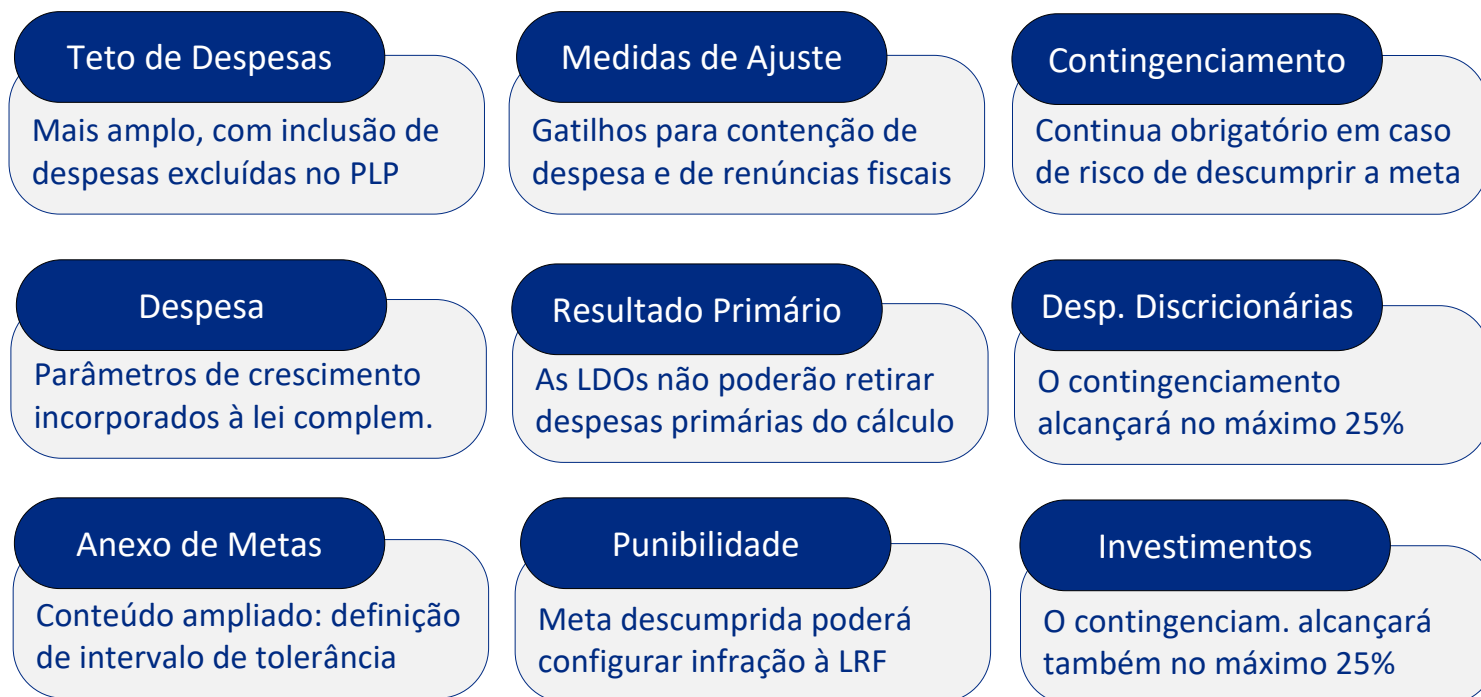 Teto de Despesas
Mais amplo, com inclusão de
despesas excluídas no PLP
Medidas de Ajuste
Gatilhos para contenção de
despesa e de renúncias fiscais
Contingenciamento
Continua obrigatório em caso
de risco de descumprir a meta
Despesa
Parâmetros de crescimento
incorporados à lei complem.
Resultado Primário
As LDOs não poderão retirar
despesas primárias do cálculo
Desp. Discricionárias
O contingenciamento
alcançará no máximo 25%
Anexo de Metas
Conteúdo ampliado: definição
de intervalo de tolerância
Punibilidade
Meta descumprida poderá
configurar infração à LRF
Investimentos
O contingenciam. alcançará
também no máximo 25%